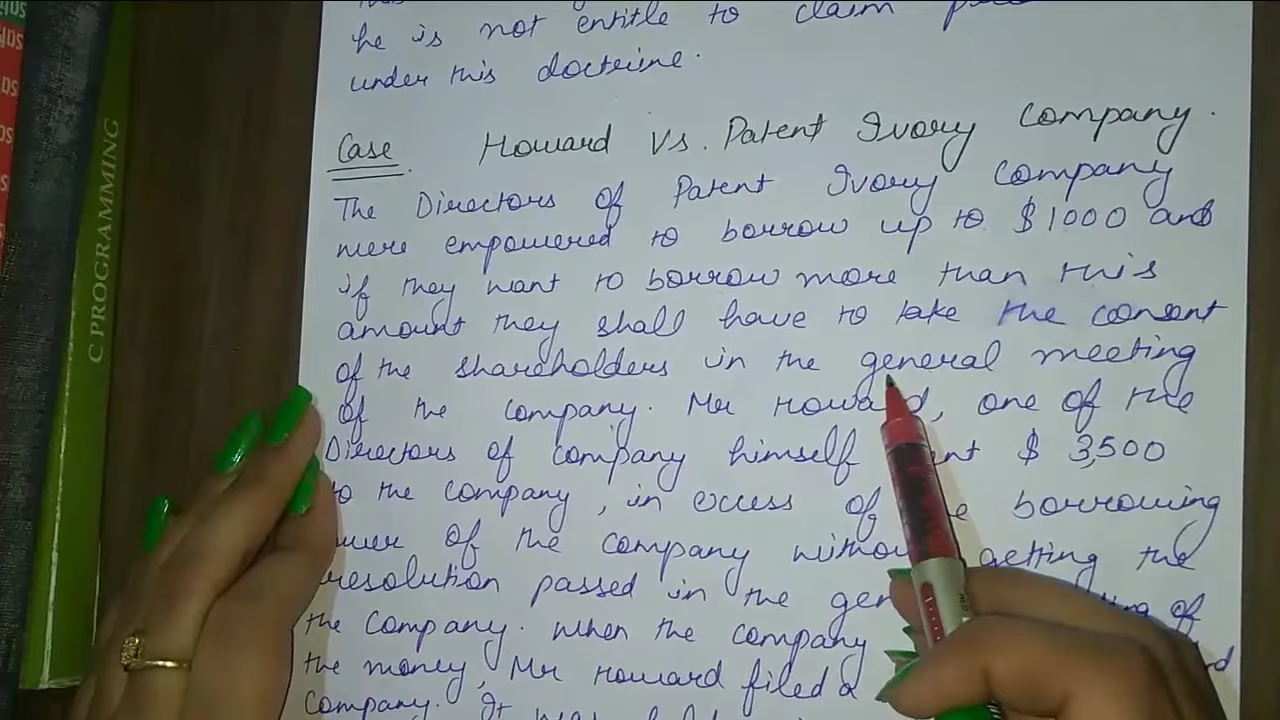 he is not entitle to claim
under this doctrine.
Case Howard Vs. Patent Ivory Company.
The Directors of Patent Ivory Company
were empowered to borrow up to $ 1000 and
if they want to borrow more than this
amount they shall have to take the consent
of the shareholders in the general meeting
of the company. Mr Howard, one of the
Directors of company himself $ 3,500
to the company, in excess of borrowing
of the company without getting the
resolution passed in the of
the company. When the company
the money, Mr Howard filed a
company. It was
C PROGRAMMING